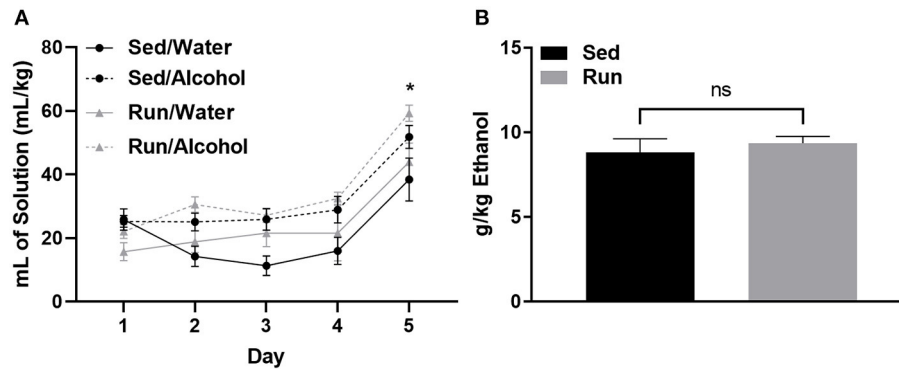 A
mL of Solution (mL/kg)
80
60
40
20
0
Sed/Water
Sed/Alcohol
Run/Water
Run/Alcohol
*
1 2 3 4 5
Day
B
g/kg Ethanol
15
10
5
0
Sed
Run
ns